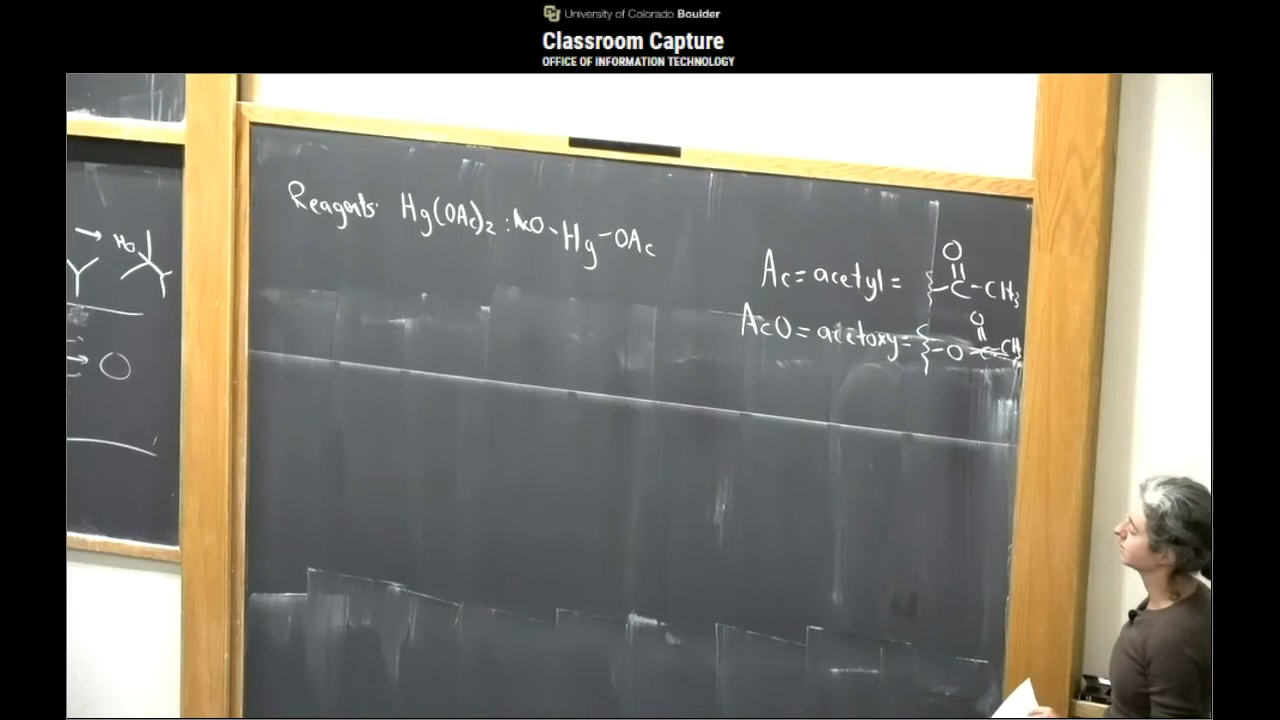 University of Colorado Boulder
Classroom Capture
OFFICE OF INFORMATION TECHNOLOGY
Reagents: Hg(OAc)₂ : AcO-Hg-OAc
O
Ac = acetyl = -C-CH₃
O
AcO = acetoxy = -O-C-CH₃
HO